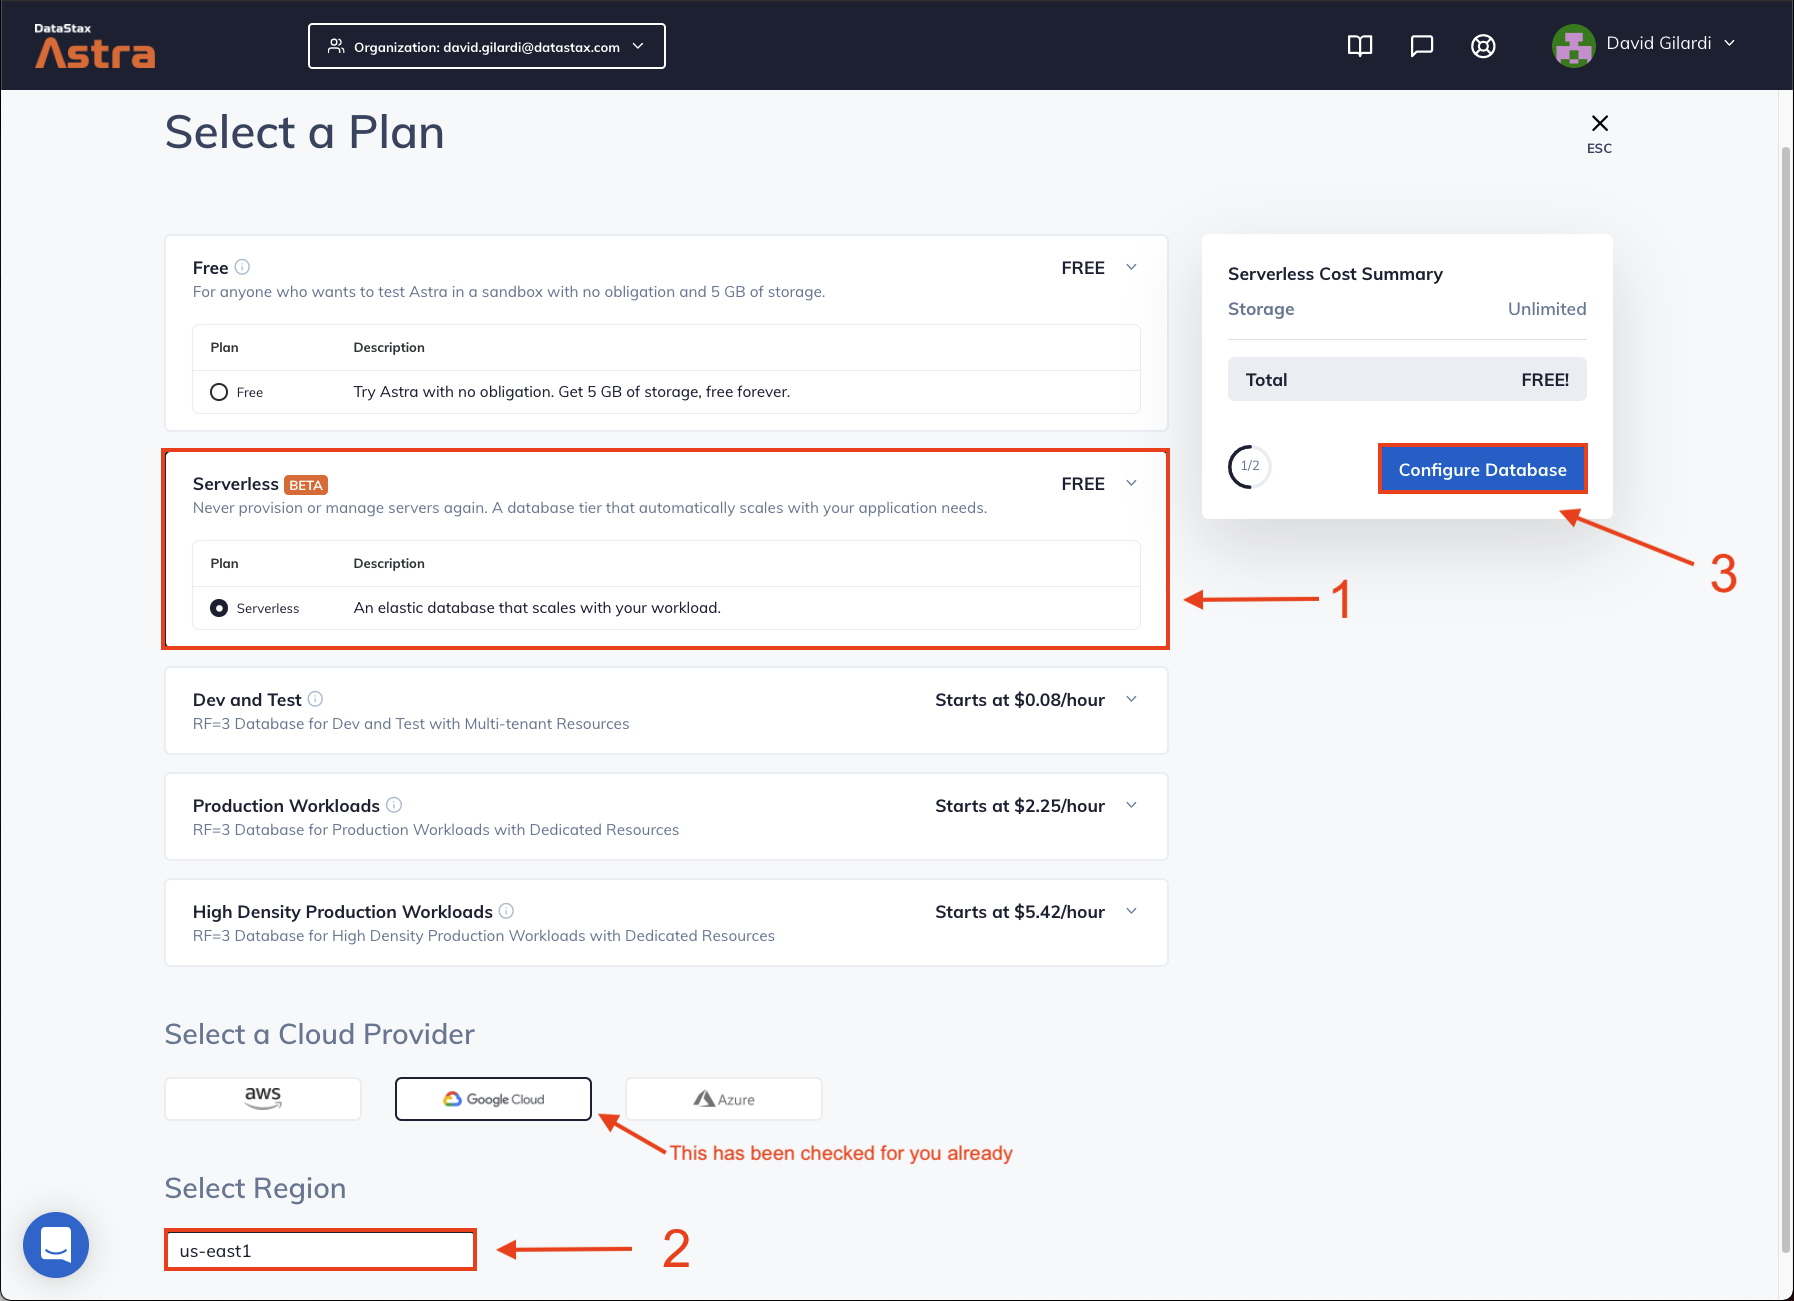 DataStax
Astra
Organization: david.gilardi@datastax.com
David Gilardi
Select a Plan
ESC
Free FREE
For anyone who wants to test Astra in a sandbox with no obligation and 5 GB of storage.
Plan Description
Free Try Astra with no obligation. Get 5 GB of storage, free forever.
Serverless BETA FREE
Never provision or manage servers again. A database tier that automatically scales with your application needs.
Plan Description
Serverless An elastic database that scales with your workload.
1
Dev and Test Starts at $0.08/hour
RF=3 Database for Dev and Test with Multi-tenant Resources
Production Workloads Starts at $2.25/hour
RF=3 Database for Production Workloads with Dedicated Resources
High Density Production Workloads Starts at $5.42/hour
RF=3 Database for High Density Production Workloads with Dedicated Resources
Serverless Cost Summary
Storage Unlimited
Total FREE!
1/2 Configure Database
3
Select a Cloud Provider
aws Google Cloud Azure
This has been checked for you already
Select Region
us-east1 2